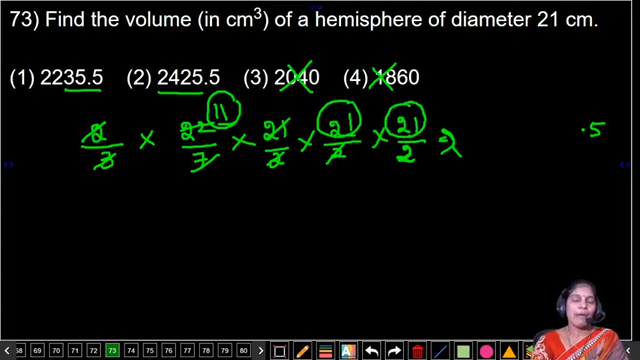 73) Find the volume (in cm³) of a hemisphere of diameter 21 cm.
(1) 2235.5 (2) 2425.5 (3) 2040 (4) 1860
11
2/3 × 22/7 × 21/2 × 21/2 × 21/2 =
.5
68 69 70 71 72 73 74 75 76 77 78 79 80